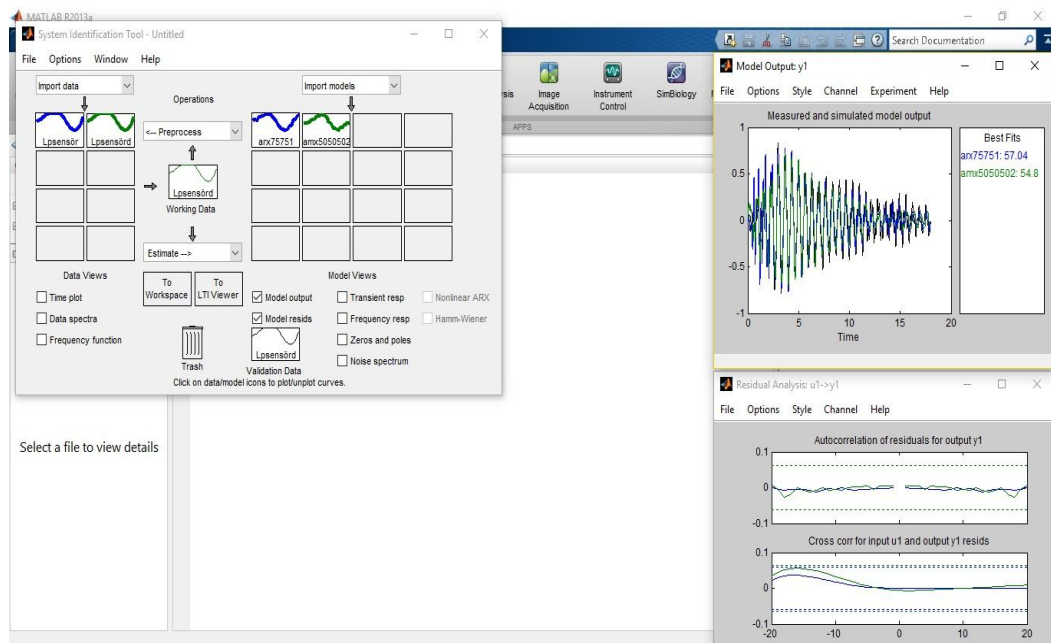 MATLAB R2013a
System Identification Tool - Untitled
File Options Window Help
Import data
Operations
Import models
<-- Preprocess
Lpsensör
Lpsensörd
arx75751
amx5050502
Lpsensörd
Working Data
Estimate -->
Data Views
To Workspace
To LTI Viewer
Model Views
Time plot
Data spectra
Frequency function
Model output
Model resids
Transient resp
Frequency resp
Zeros and poles
Noise spectrum
Nonlinear ARX
Hamm-Wiener
Trash
Lpsensörd
Validation Data
Click on data/model icons to plot/unplot curves.
Select a file to view details
Search Documentation
Image Acquisition
Instrument Control
SimBiology
APPS
Model Output: y1
File Options Style Channel Experiment Help
Measured and simulated model output
1
0.5
0
-0.5
-1
0 5 10 15 20
Time
Best Fits
arx75751: 57.04
amx5050502: 54.8
Residual Analysis: u1->y1
File Options Style Channel Help
Autocorrelation of residuals for output y1
0.1
0
-0.1
Cross corr for input u1 and output y1 resids
0.1
0
-0.1
-20 -10 0 10 20